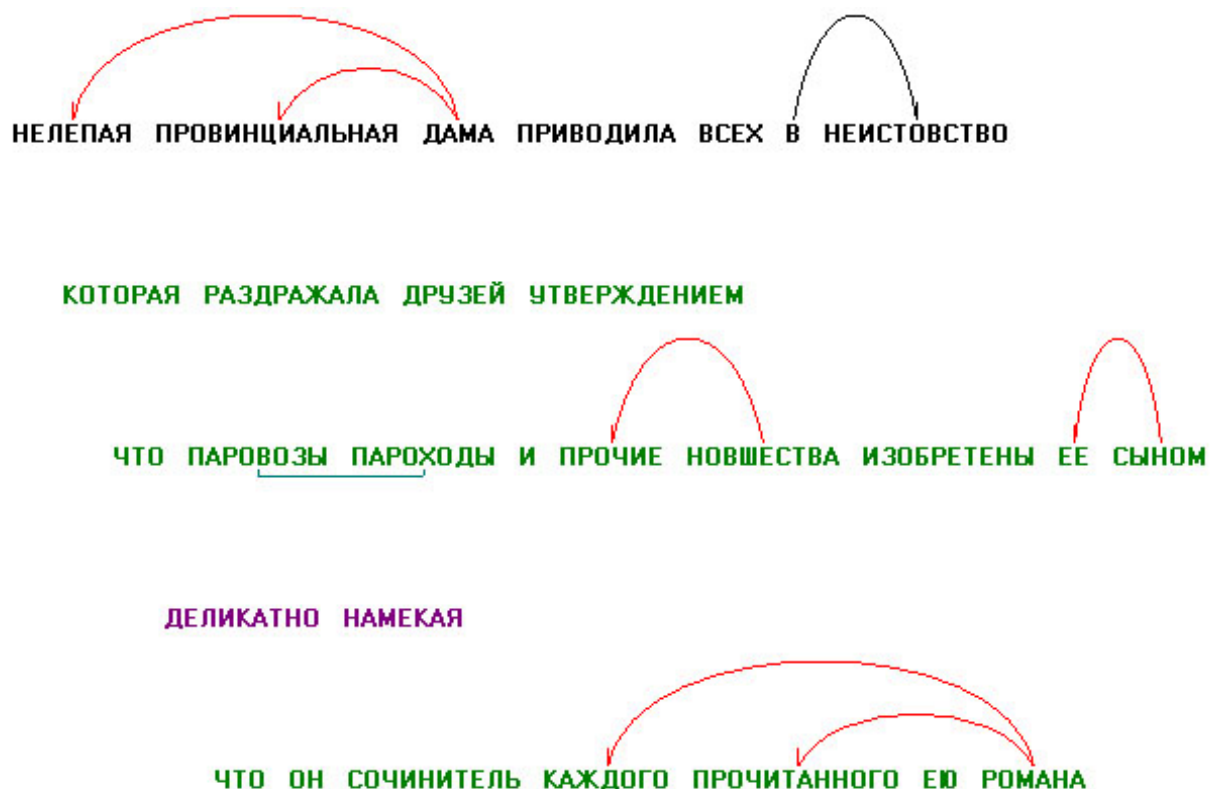 НЕЛЕПАЯ ПРОВИНЦИАЛЬНАЯ ДАМА ПРИВОДИЛА ВСЕХ В НЕИСТОВСТВО
КОТОРАЯ РАЗДРАЖАЛА ДРУЗЕЙ УТВЕРЖДЕНИЕМ
ЧТО ПАРОВОЗЫ ПАРОХОДЫ И ПРОЧИЕ НОВШЕСТВА ИЗОБРЕТЕНЫ ЕЕ СЫНОМ
ДЕЛИКАТНО НАМЕКАЯ
ЧТО ОН СОЧИНИТЕЛЬ КАЖДОГО ПРОЧИТАННОГО ЕЮ РОМАНА